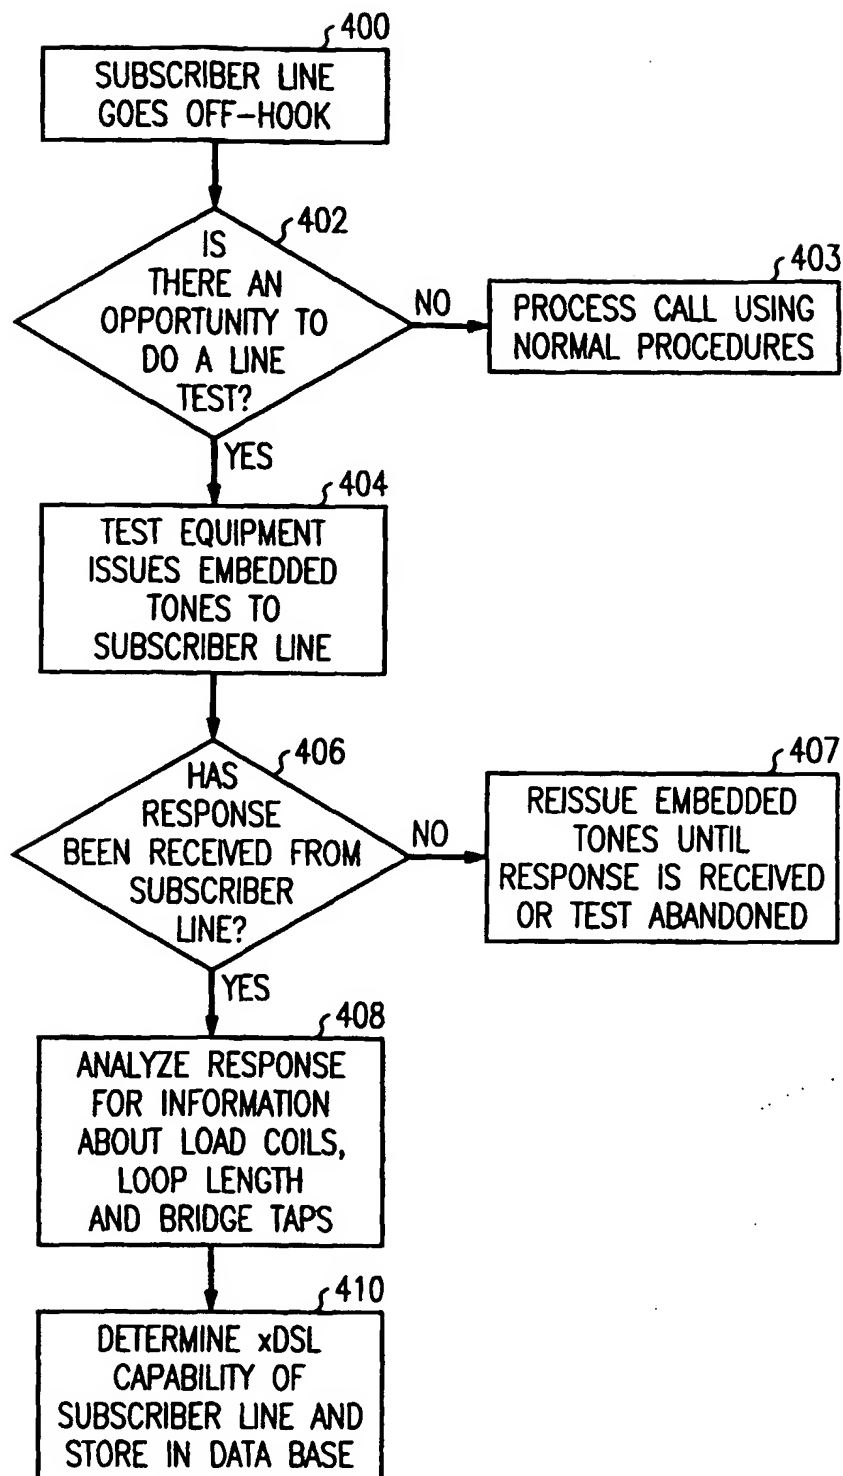 400
SUBSCRIBER LINE
GOES OFF-HOOK
402
IS
THERE AN
OPPORTUNITY TO
DO A LINE
TEST?
NO
403
PROCESS CALL USING
NORMAL PROCEDURES
YES
404
TEST EQUIPMENT
ISSUES EMBEDDED
TONES TO
SUBSCRIBER LINE
406
HAS
RESPONSE
BEEN RECEIVED FROM
SUBSCRIBER
LINE?
NO
407
REISSUE EMBEDDED
TONES UNTIL
RESPONSE IS RECEIVED
OR TEST ABANDONED
YES
408
ANALYZE RESPONSE
FOR INFORMATION
ABOUT LOAD COILS,
LOOP LENGTH
AND BRIDGE TAPS
410
DETERMINE xDSL
CAPABILITY OF
SUBSCRIBER LINE AND
STORE IN DATA BASE